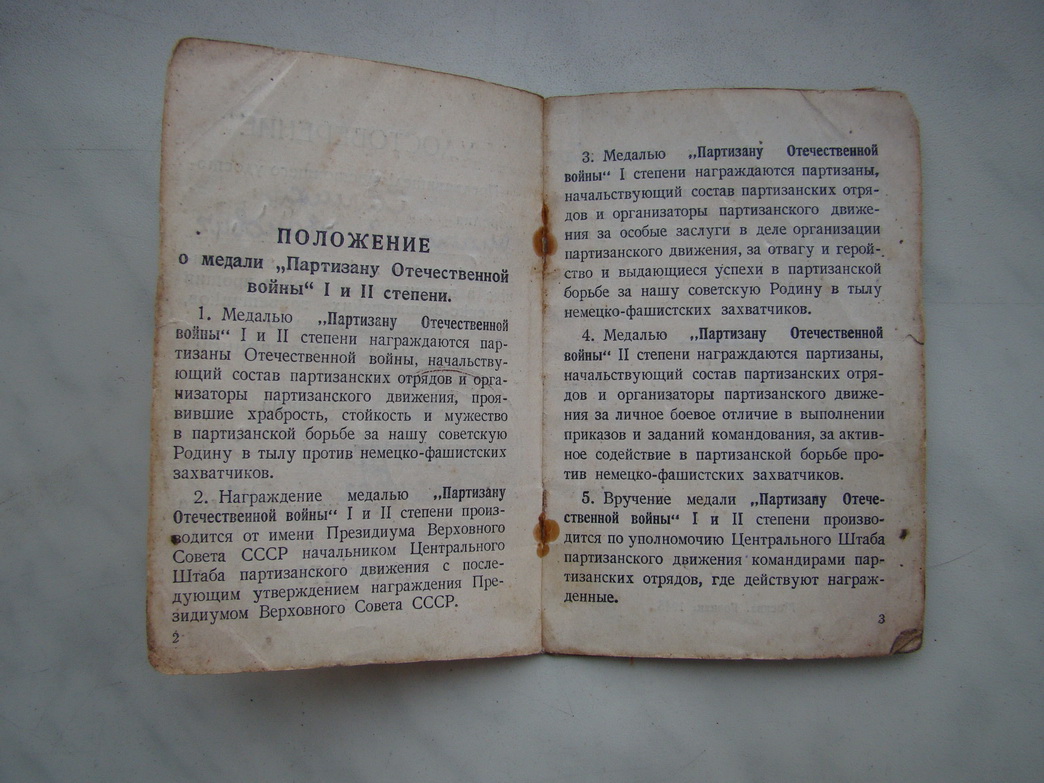 ПОЛОЖЕНИЕ
о медали „Партизану Отечественной
войны“ I и II степени.
1. Медалью „Партизану Отечественной
войны“ I и II степени награждаются пар-
тизаны Отечественной войны, начальству-
ющий состав партизанских отрядов и орга-
низаторы партизанского движения, проя-
вившие храбрость, стойкость и мужество
в партизанской борьбе за нашу советскую
Родину в тылу против немецко-фашистских
захватчиков.
2. Награждение медалью „Партизану
Отечественной войны“ I и II степени произ-
водится от имени Президиума Верховного
Совета СССР начальником Центрального
Штаба партизанского движения с после-
дующим утверждением награждения Пре-
зидиумом Верховного Совета СССР.
2
3. Медалью „Партизану Отечественной
войны“ I степени награждаются партизаны,
начальствующий состав партизанских отря-
дов и организаторы партизанского движе-
ния за особые заслуги в деле организации
партизанского движения, за отвагу и герой-
ство и выдающиеся успехи в партизанской
борьбе за нашу советскую Родину в тылу
немецко-фашистских захватчиков.
4. Медалью „Партизану Отечественной
войны“ II степени награждаются партизаны,
начальствующий состав партизанских отря-
дов и организаторы партизанского движе-
ния за личное боевое отличие в выполнении
приказов и заданий командования, за актив-
ное содействие в партизанской борьбе про-
тив немецко-фашистских захватчиков.
5. Вручение медали „Партизану Отече-
ственной войны“ I и II степени произво-
дится по уполномочию Центрального Штаба
партизанского движения командирами пар-
тизанских отрядов, где действуют награж-
денные.
3